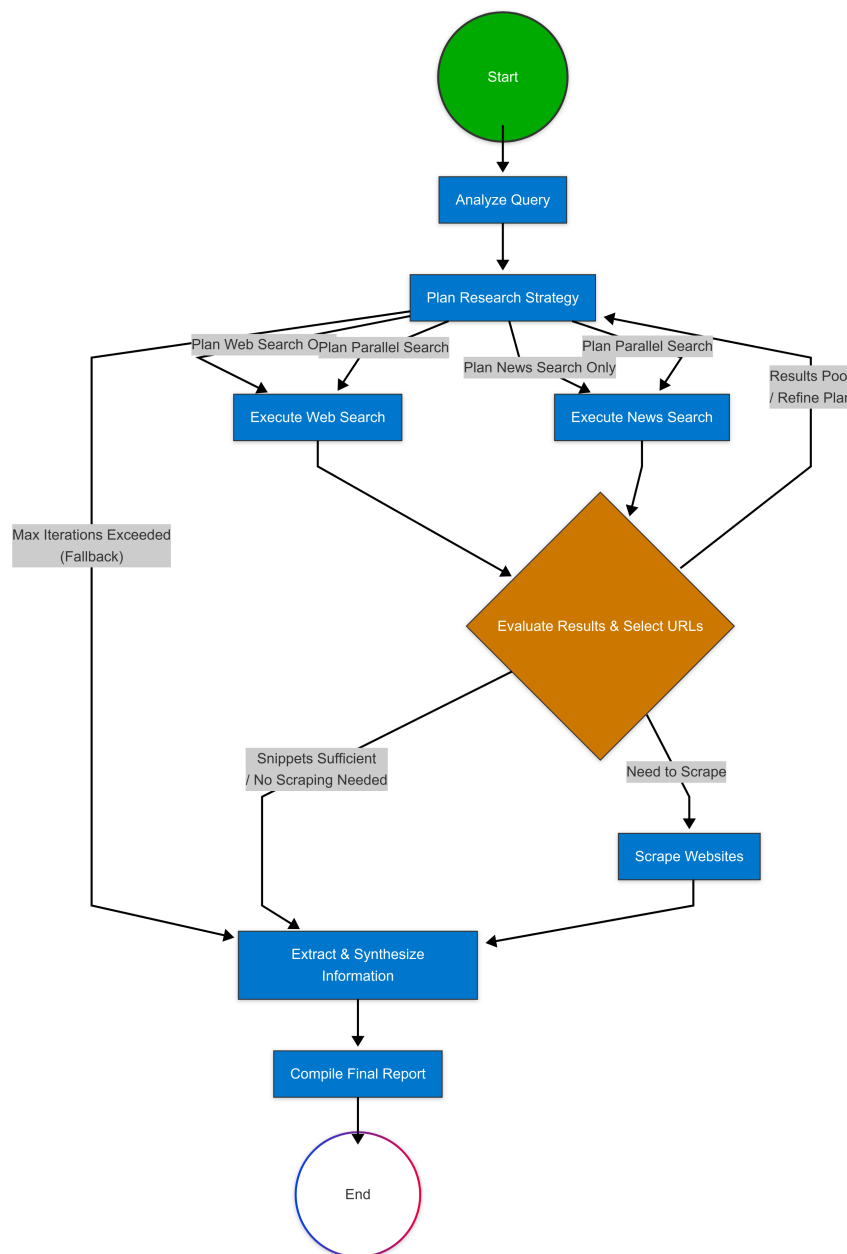 Start
Analyze Query
Plan Research Strategy
Plan Web Search O
Plan Parallel Search
Plan News Search Only
Plan Parallel Search
Results Poo
/ Refine Plan
Execute Web Search
Execute News Search
Max Iterations Exceeded
(Fallback)
Evaluate Results & Select URLs
Snippets Sufficient
/ No Scraping Needed
Need to Scrape
Scrape Websites
Extract & Synthesize
Information
Compile Final Report
End